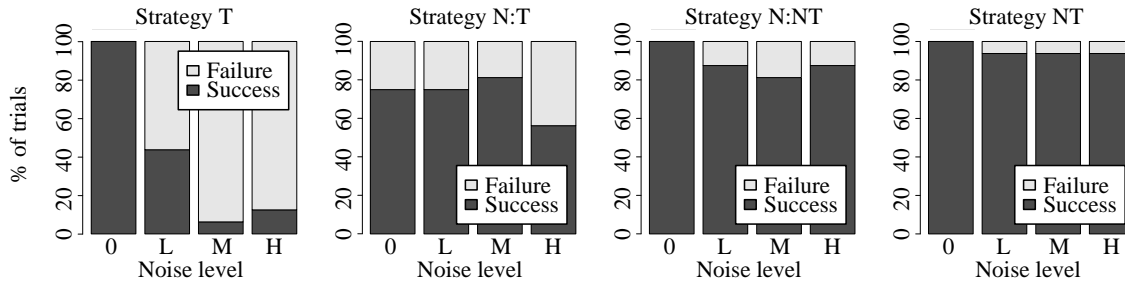 Strategy T
Strategy N:T
Strategy N:NT
Strategy NT
% of trials
100
80
60
40
20
0
Failure
Success
0 L M H
Noise level
100
80
60
40
20
0
Failure
Success
0 L M H
Noise level
100
80
60
40
20
0
Failure
Success
0 L M H
Noise level
100
80
60
40
20
0
Failure
Success
0 L M H
Noise level